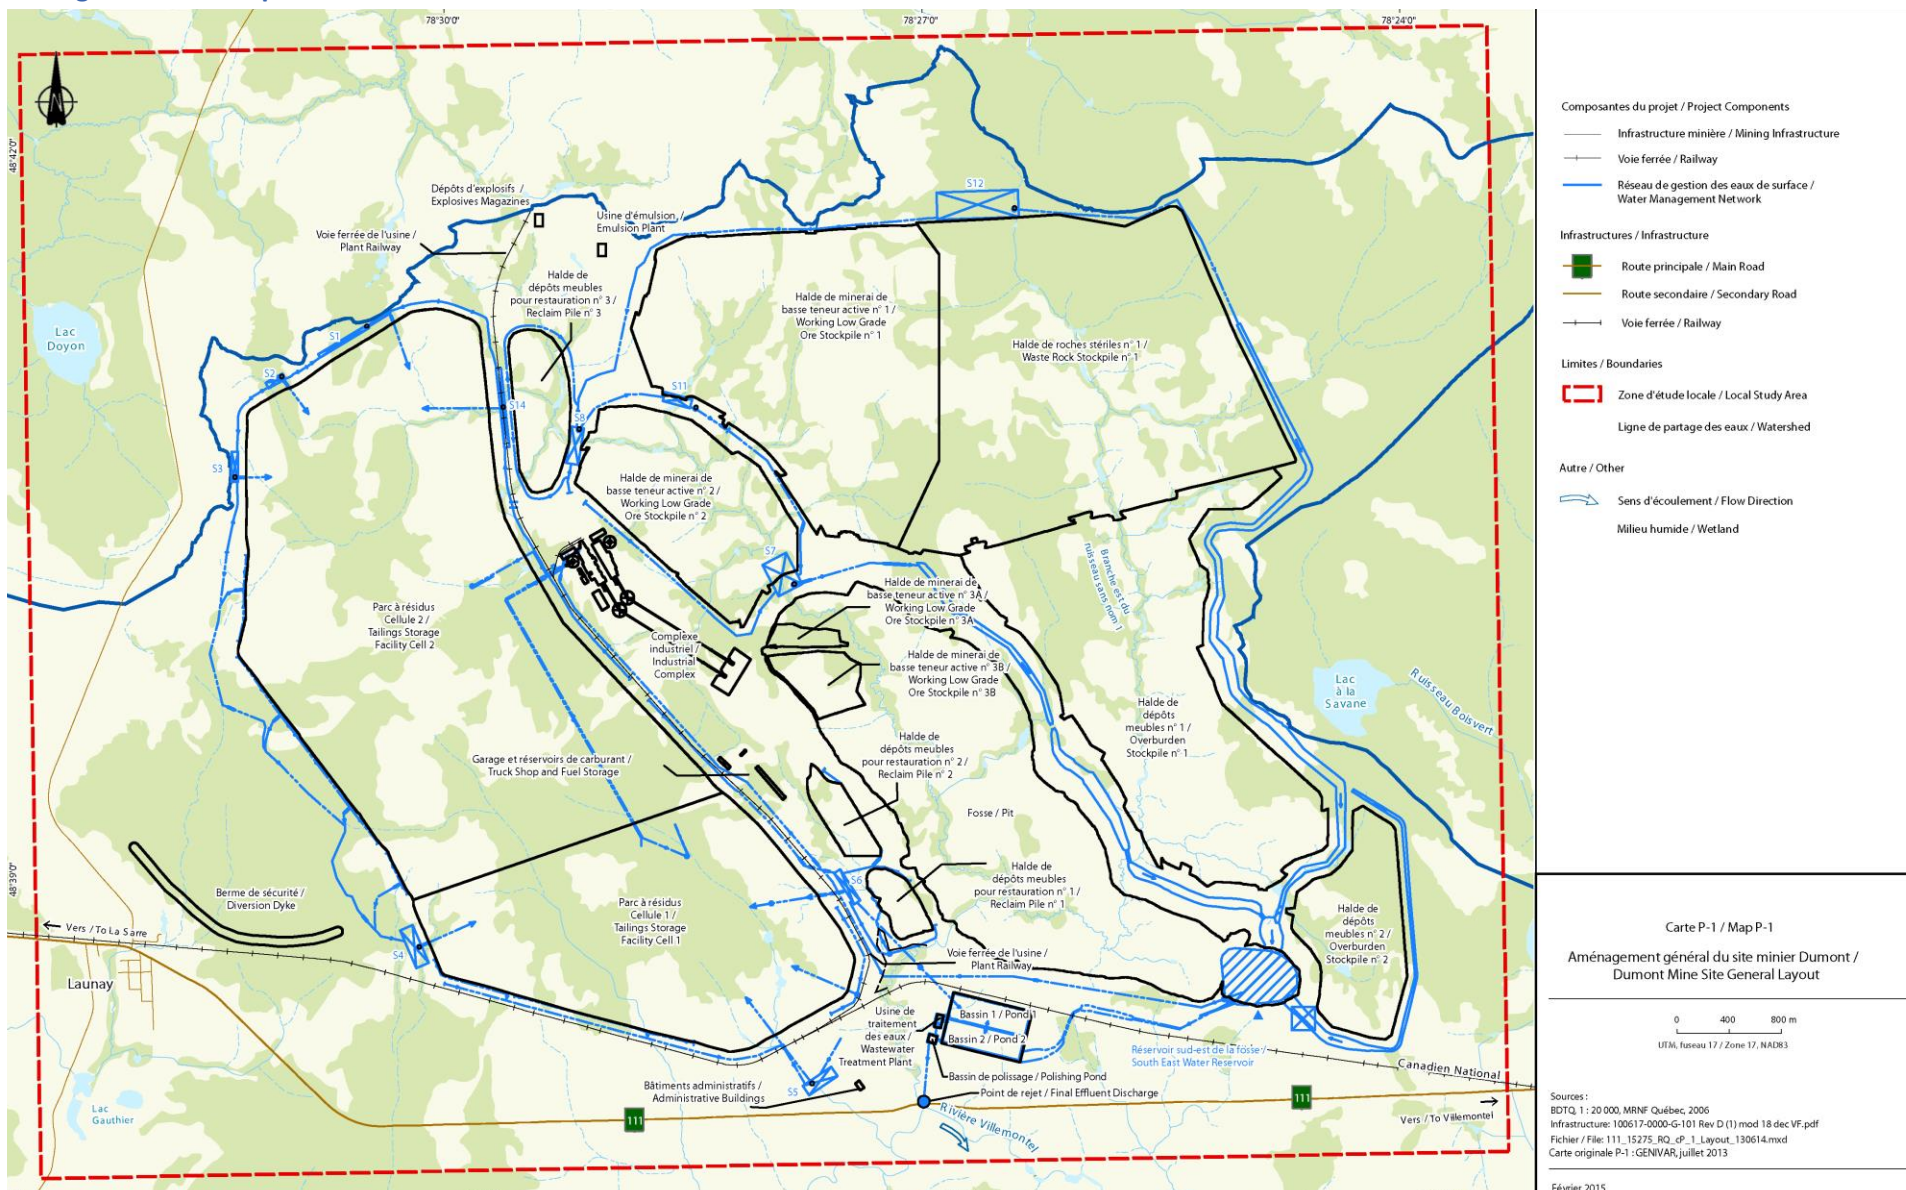 78°30'0"
78°27'0"
78°24'0"
48°42'0"
48°39'0"
Dépôts d'explosifs /
Explosives Magazines
Usine d'émulsion /
Emulsion Plant
Voie ferrée de l'usine /
Plant Railway
Halde de
dépôts meubles
pour restauration n° 3 /
Reclaim Pile n° 3
S12
Halde de minerai de
basse teneur active n° 1 /
Working Low Grade
Ore Stockpile n° 1
Halde de roches stériles n° 1 /
Waste Rock Stockpile n° 1
Lac
Doyon
S1
S2
S3
S14
S8
S11
Halde de minerai de
basse teneur active n° 2 /
Working Low Grade
Ore Stockpile n° 2
S7
Branche est du
ruisseau sans nom 1
Halde de minerai de
basse teneur active n° 3A /
Working Low Grade
Ore Stockpile n° 3A
Parc à résidus
Cellule 2 /
Tailings Storage
Facility Cell 2
Complexe
industriel /
Industrial
Complex
Halde de minerai de
basse teneur active n° 3B /
Working Low Grade
Ore Stockpile n° 3B
Lac
à la
Savane
Ruisseau Boisvert
Halde de
dépôts
meubles n° 1 /
Overburden
Stockpile n° 1
Halde de
dépôts meubles
pour restauration n° 2 /
Reclaim Pile n° 2
Garage et réservoirs de carburant /
Truck Shop and Fuel Storage
Fosse / Pit
Halde de
dépôts meubles
pour restauration n° 1 /
Reclaim Pile n° 1
S6
Berme de sécurité /
Diversion Dyke
Parc à résidus
Cellule 1 /
Tailings Storage
Facility Cell 1
Halde de
dépôts
meubles n° 2 /
Overburden
Stockpile n° 2
Vers / To La Sarre
S4
Launay
Voie ferrée de l'usine /
Plant Railway
Usine de
traitement
des eaux /
Wastewater
Treatment Plant
Bassin 1 / Pond 1
Bassin 2 / Pond 2
Réservoir sud-est de la fosse /
South East Water Reservoir
Canadien National
Bassin de polissage / Polishing Pond
Bâtiments administratifs /
Administrative Buildings
S5
Point de rejet / Final Effluent Discharge
Lac
Gauthier
111
111
Rivière Villemontel
Vers / To Villemontel
Composantes du projet / Project Components
Infrastructure minière / Mining Infrastructure
Voie ferrée / Railway
Réseau de gestion des eaux de surface /
Water Management Network
Infrastructures / Infrastructure
Route principale / Main Road
Route secondaire / Secondary Road
Voie ferrée / Railway
Limites / Boundaries
Zone d'étude locale / Local Study Area
Ligne de partage des eaux / Watershed
Autre / Other
Sens d'écoulement / Flow Direction
Milieu humide / Wetland
Carte P-1 / Map P-1
Aménagement général du site minier Dumont /
Dumont Mine Site General Layout
0 400 800 m
UTM, fuseau 17 / Zone 17, NAD83
Sources :
BDTQ, 1 : 20 000, MRNF Québec, 2006
Infrastructure: 100617-0000-G-101 Rev D (1) mod 18 dec VF.pdf
Fichier / File: 111_15275_RQ_cP_1_Layout_130614.mxd
Carte originale P-1 : GENIVAR, juillet 2013
Février 2015